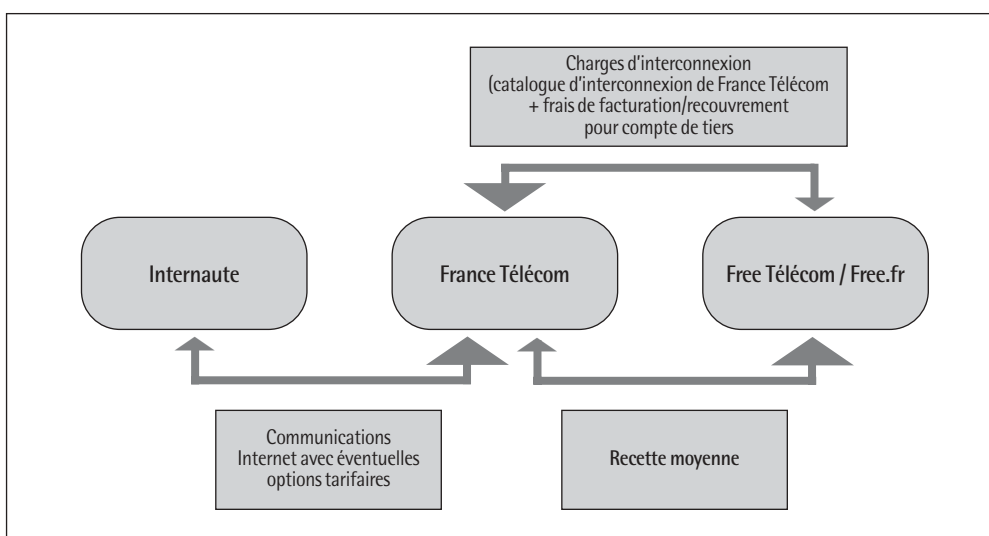 Charges d'interconnexion
(catalogue d'interconnexion de France Télécom
+ frais de facturation/recouvrement
pour compte de tiers
Internaute
France Télécom
Free Télécom / Free.fr
Communications
Internet avec éventuelles
options tarifaires
Recette moyenne